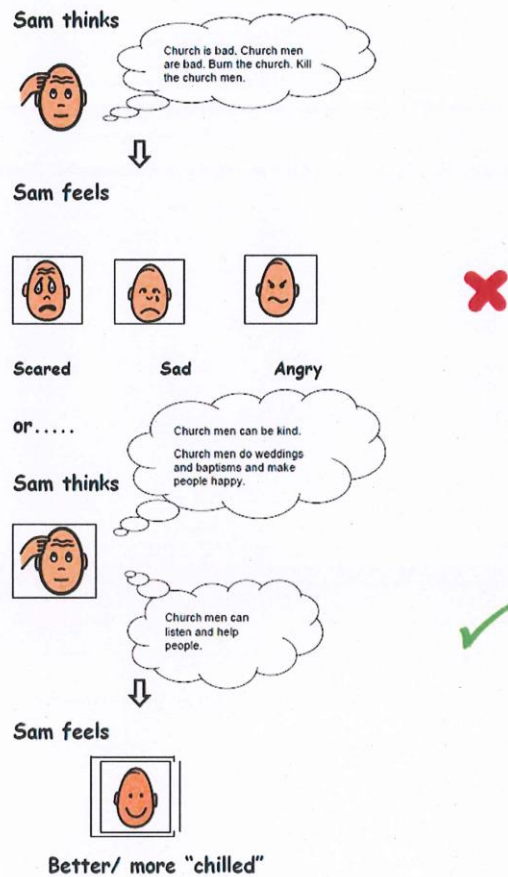 Sam thinks
Church is bad. Church men
are bad. Burn the church. Kill
the church men.
Sam feels
Scared
Sad
Angry
or.....
Church men can be kind.
Church men do weddings
and baptisms and make
people happy.
Sam thinks
Church men can
listen and help
people.
Sam feels
Better/ more “chilled”